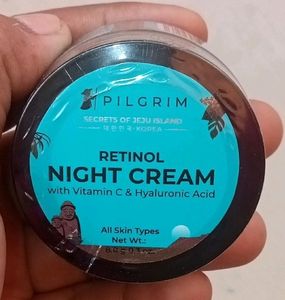 PILGRIM
SECRETS OF JEJU ISLAND
대한민국 · KOREA
RETINOL
NIGHT CREAM
with Vitamin C & Hyaluronic Acid
All Skin Types
Net Wt.: